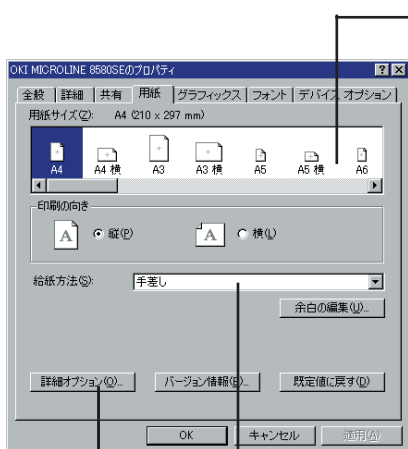 OKI MICROLINE 8580SEのプロパティ
全般 詳細 共有 用紙 グラフィックス フォント デバイス オプション
用紙サイズ(Z): A4 (210 x 297 mm)
A4 A4 横 A3 A3 横 A5 A5 横 A6
印刷の向き
A 縦(P) A 横(L)
給紙方法(S): 手差し
余白の編集(U)...
詳細オプション(O)... バージョン情報(B)... 既定値に戻す(D)
OK キャンセル 適用(A)